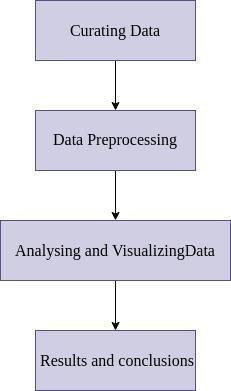 Curating Data
Data Preprocessing
Analysing and VisualizingData
Results and conclusions